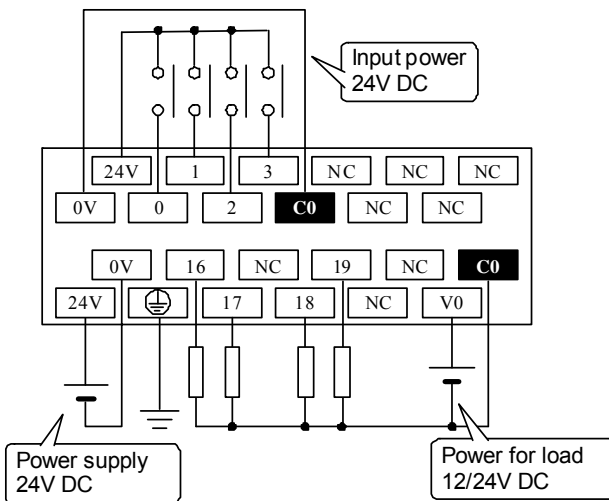 Input power
24V DC
24V 1 3 NC NC NC
0V 0 2 C0 NC NC
0V 16 NC 19 NC C0
24V 17 18 NC V0
Power supply
24V DC
Power for load
12/24V DC